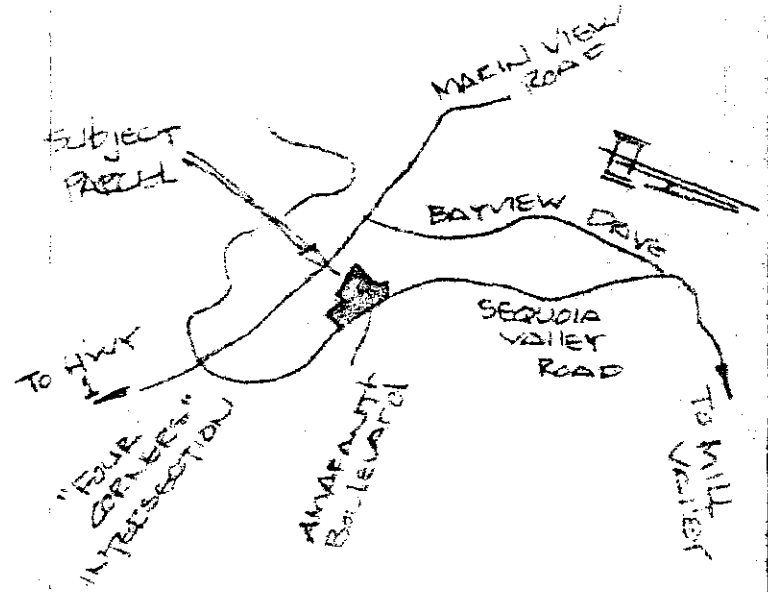 MARIN VIEW
ROAD
SUBJECT
PARCEL
BAYVIEW DRIVE
SEQUOIA
VALLEY
ROAD
TO HWY
1
"FOUR
CORNERS"
INTERSECTION
AMARANTH
BOULEVARD
TO MILL
VALLEY